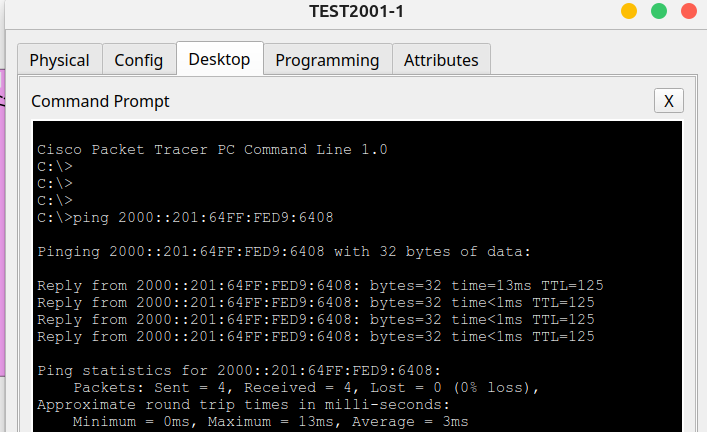 TEST2001-1
Physical Config Desktop Programming Attributes
Command Prompt X
Cisco Packet Tracer PC Command Line 1.0
C:\>
C:\>
C:\>
C:\>ping 2000::201:64FF:FED9:6408
Pinging 2000::201:64FF:FED9:6408 with 32 bytes of data:
Reply from 2000::201:64FF:FED9:6408: bytes=32 time=13ms TTL=125
Reply from 2000::201:64FF:FED9:6408: bytes=32 time<1ms TTL=125
Reply from 2000::201:64FF:FED9:6408: bytes=32 time<1ms TTL=125
Reply from 2000::201:64FF:FED9:6408: bytes=32 time<1ms TTL=125
Ping statistics for 2000::201:64FF:FED9:6408:
Packets: Sent = 4, Received = 4, Lost = 0 (0% loss),
Approximate round trip times in milli-seconds:
Minimum = 0ms, Maximum = 13ms, Average = 3ms